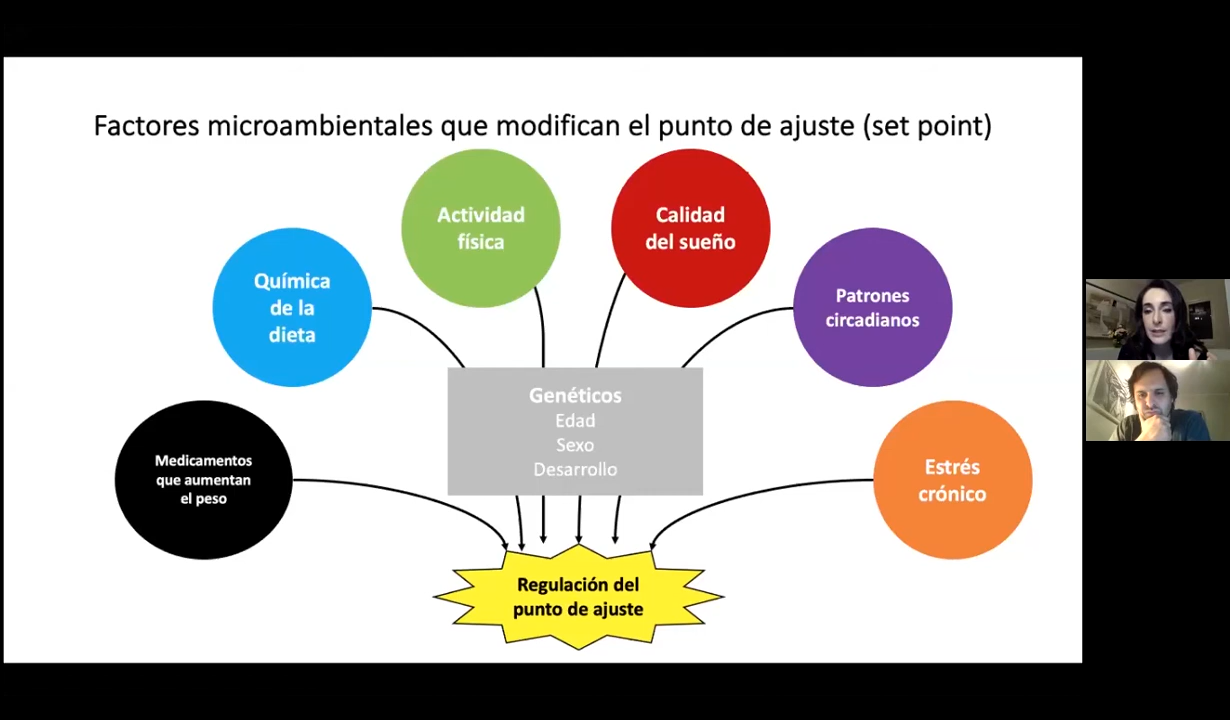 Factores microambientales que modifican el punto de ajuste (set point)
Actividad
física
Calidad
del sueño
Química
de la
dieta
Patrones
circadianos
Genéticos
Edad
Sexo
Desarrollo
Medicamentos
que aumentan
el peso
Estrés
crónico
Regulación del
punto de ajuste